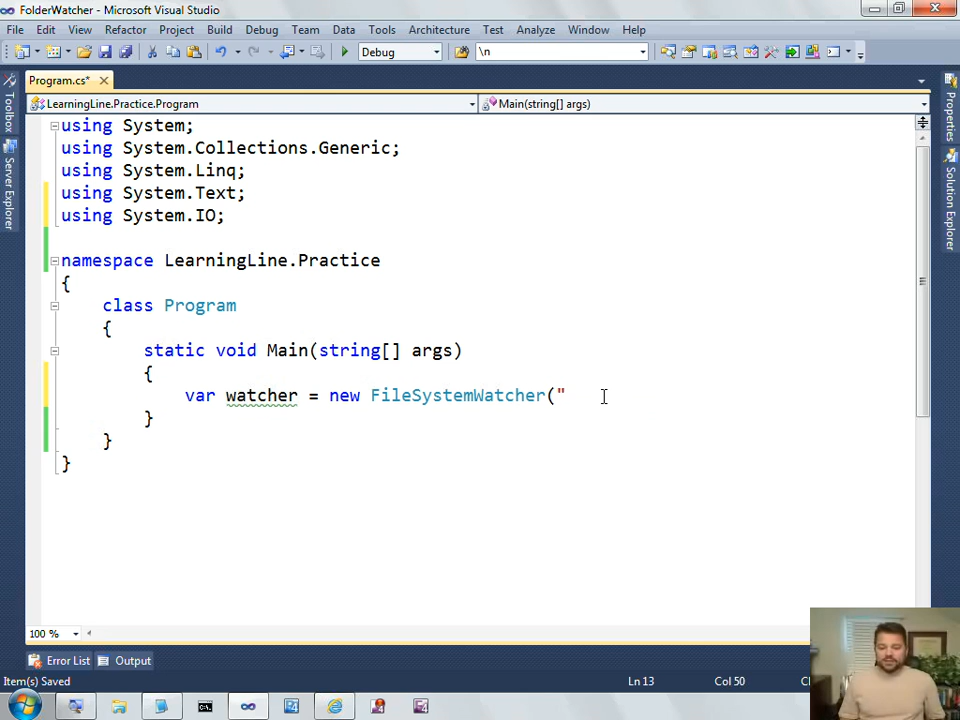 FolderWatcher - Microsoft Visual Studio
File Edit View Refactor Project Build Debug Team Data Tools Architecture Test Analyze Window Help
Debug \n
Program.cs*
LearningLine.Practice.Program Main(string[] args)
Toolbox
Server Explorer
Properties
Solution Explorer
using System;
using System.Collections.Generic;
using System.Linq;
using System.Text;
using System.IO;
namespace LearningLine.Practice
{
class Program
{
static void Main(string[] args)
{
var watcher = new FileSystemWatcher("
}
}
}
100 %
Error List Output
Item(s) Saved Ln 13 Col 50